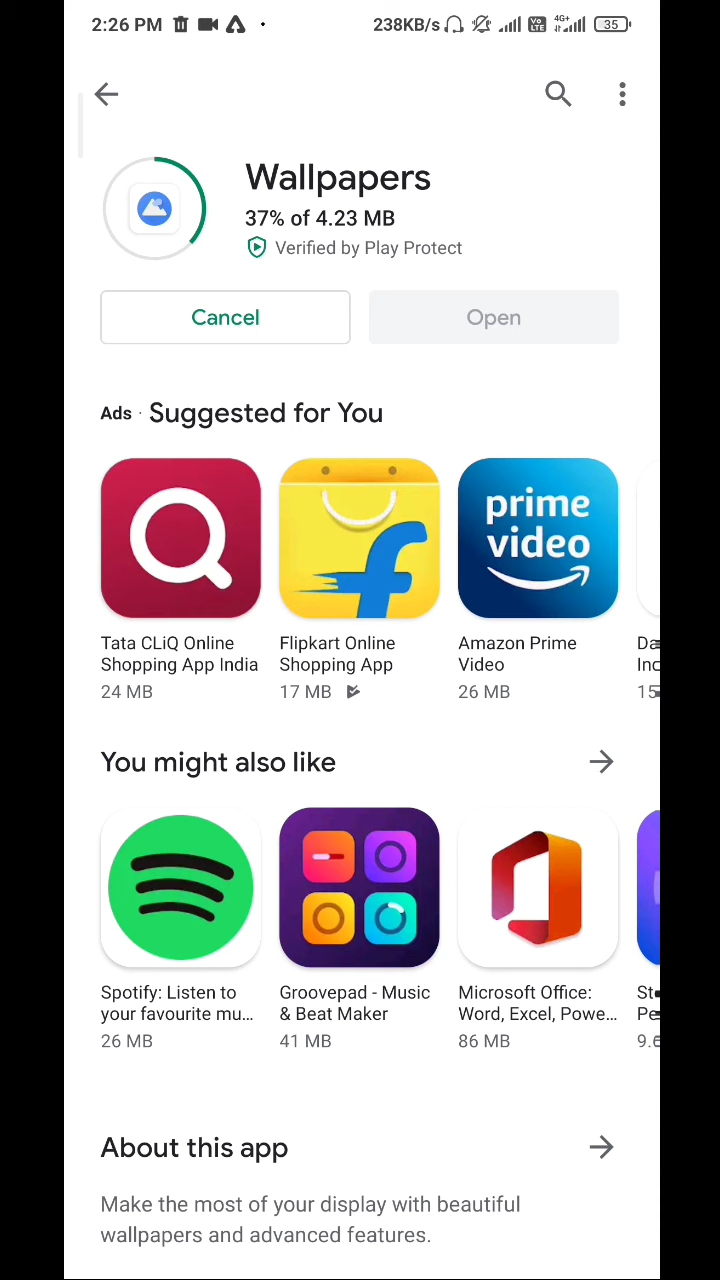 2:26 PM 238KB/s Vo LTE 4G+ 35
Wallpapers
37% of 4.23 MB
Verified by Play Protect
Cancel Open
Ads · Suggested for You
prime
video
Tata CLiQ Online
Shopping App India
24 MB
Flipkart Online
Shopping App
17 MB
Amazon Prime
Video
26 MB
You might also like
Spotify: Listen to
your favourite mu...
26 MB
Groovepad - Music
& Beat Maker
41 MB
Microsoft Office:
Word, Excel, Powe...
86 MB
About this app
Make the most of your display with beautiful
wallpapers and advanced features.